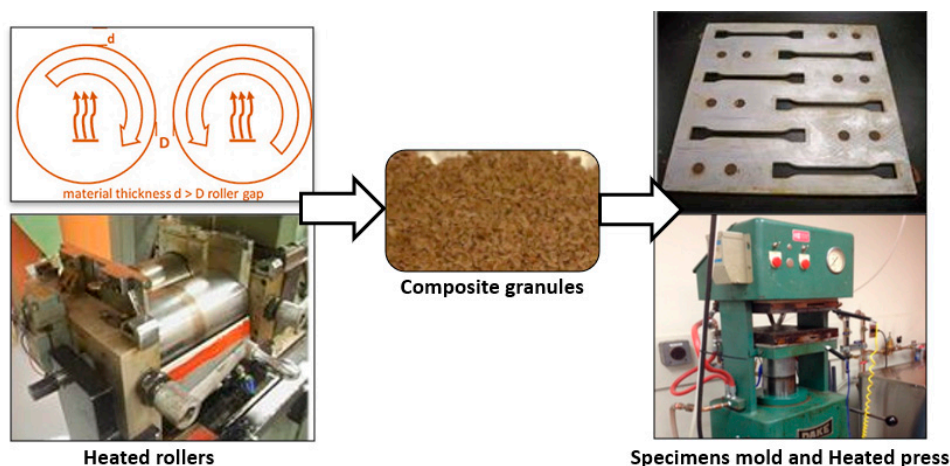 d
D
material thickness d > D roller gap
Heated rollers
Composite granules
DAKE
Specimens mold and Heated press